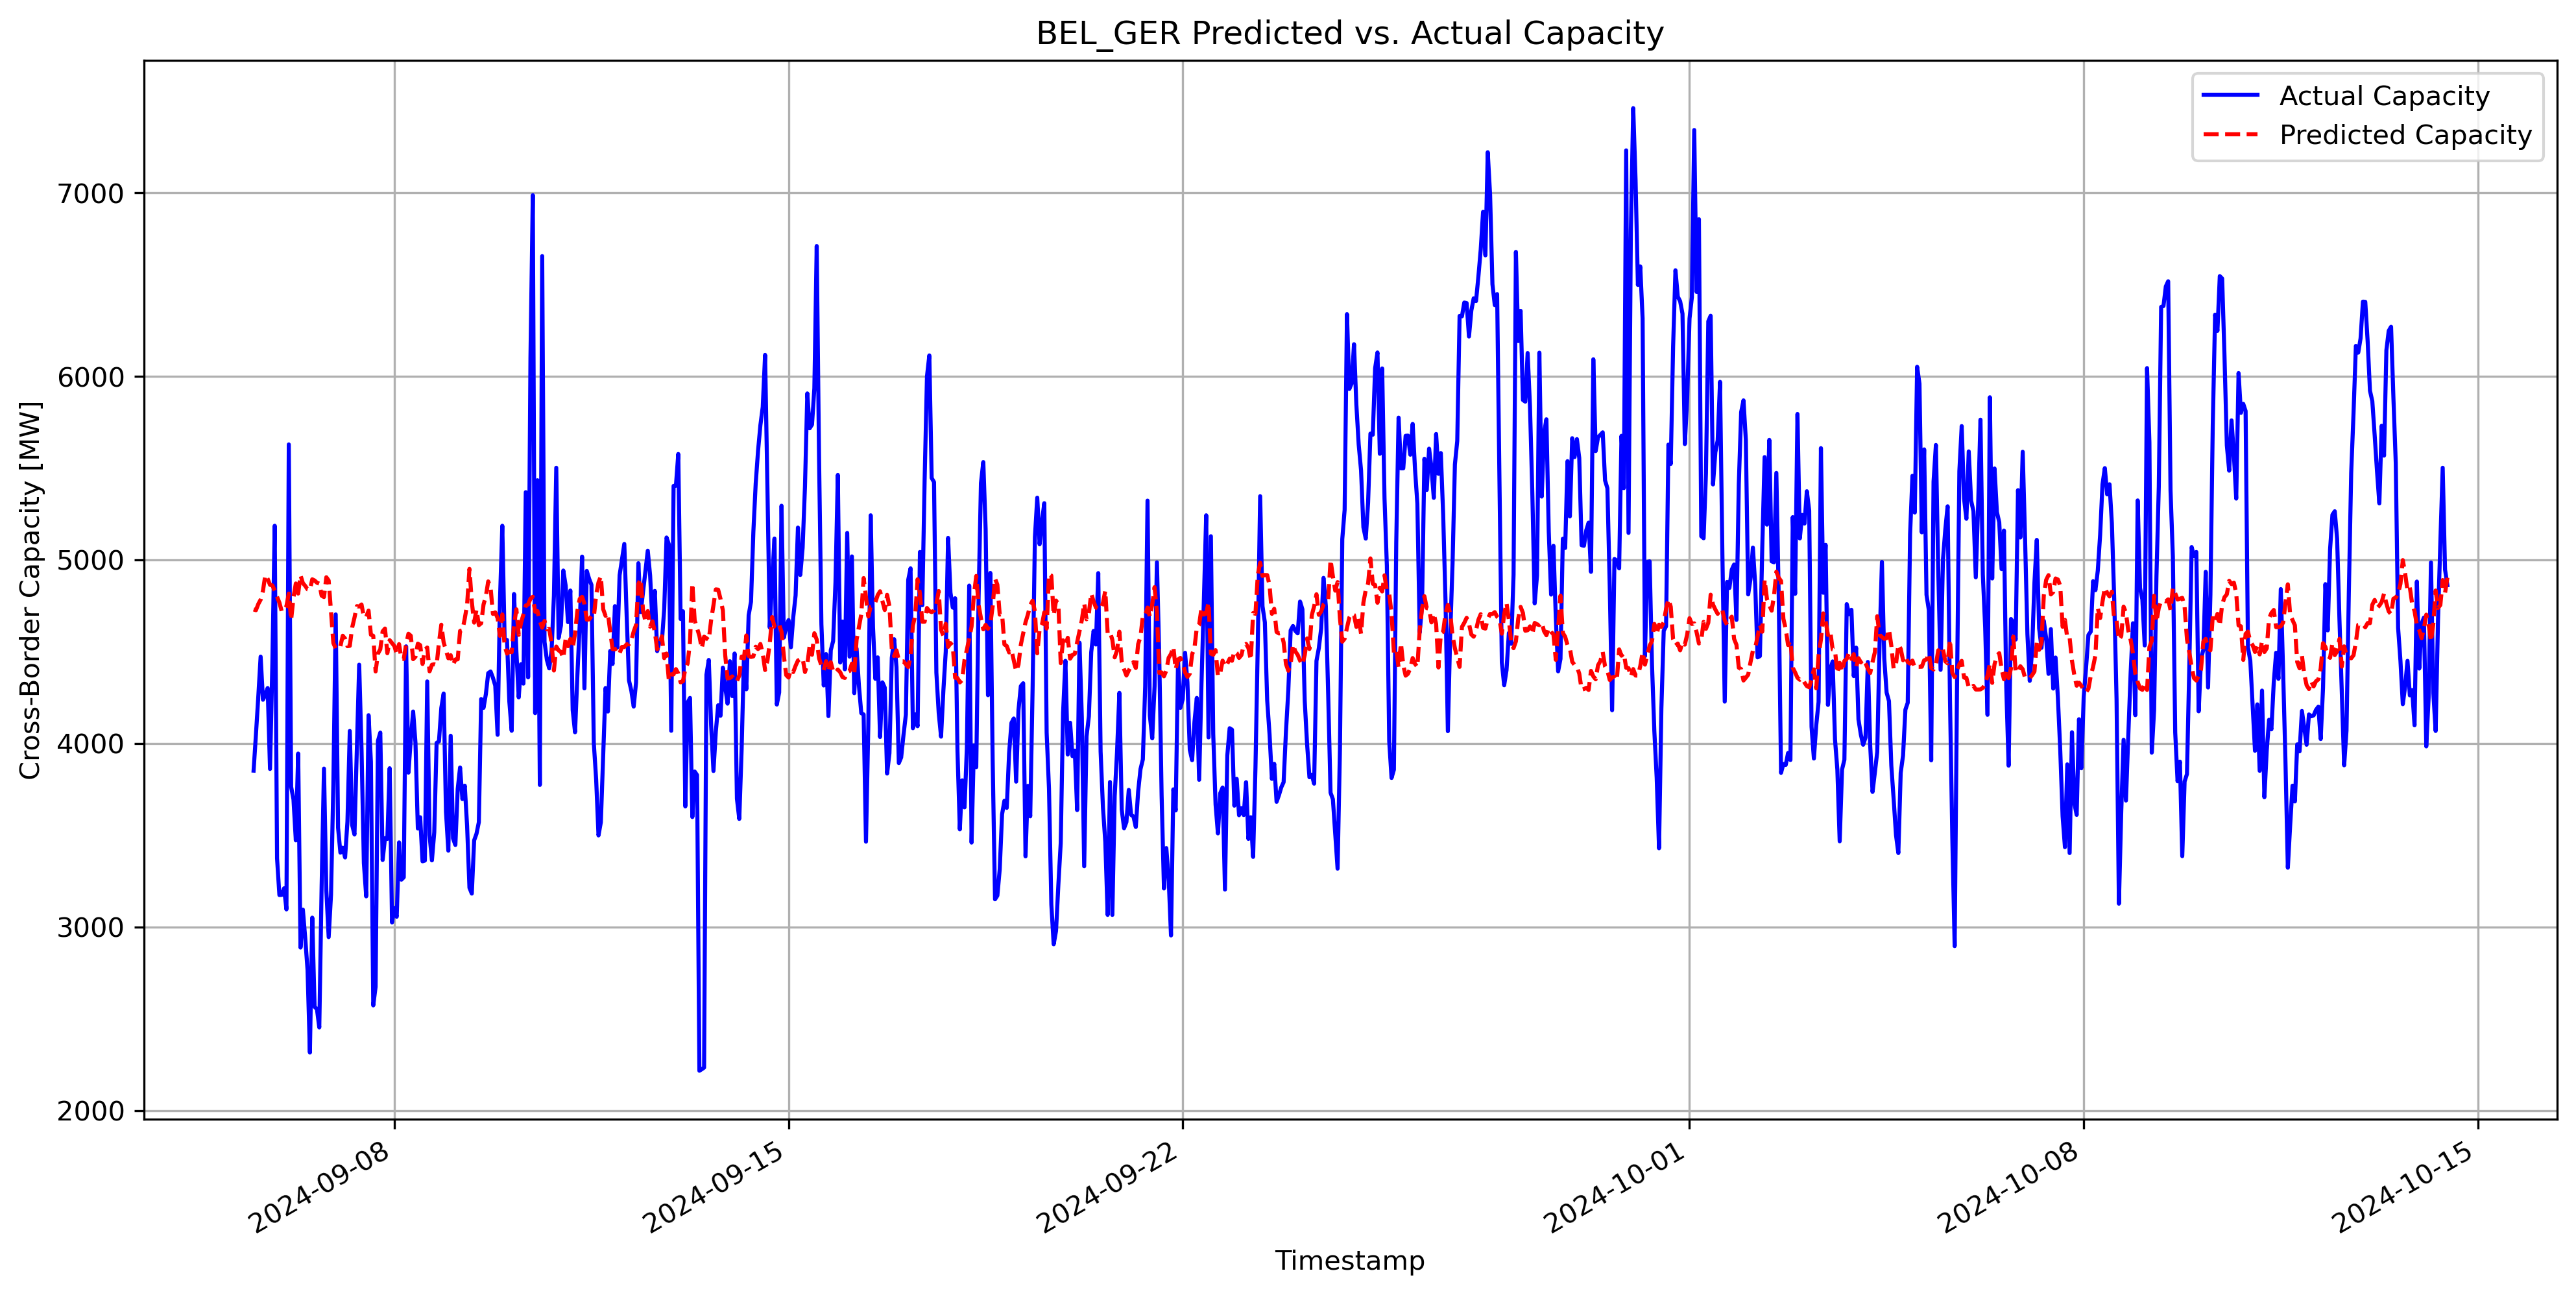 BEL_GER Predicted vs. Actual Capacity
Actual Capacity
Predicted Capacity
Cross-Border Capacity [MW]
7000
6000
5000
4000
3000
2000
2024-09-08
2024-09-15
2024-09-22
2024-10-01
2024-10-08
2024-10-15
Timestamp